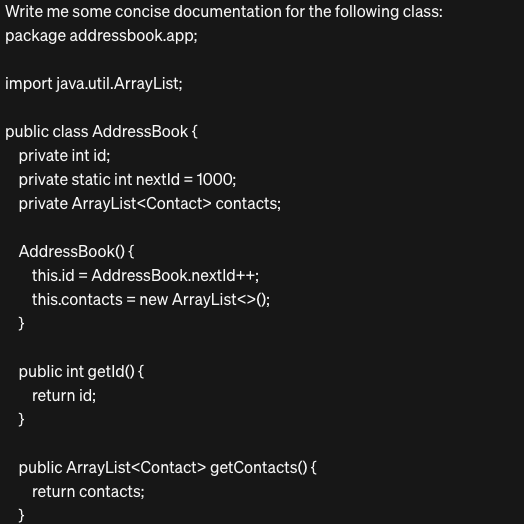 Write me some concise documentation for the following class:
package addressbook.app;
import java.util.ArrayList;
public class AddressBook {
private int id;
private static int nextId = 1000;
private ArrayList<Contact> contacts;
AddressBook() {
this.id = AddressBook.nextId++;
this.contacts = new ArrayList<>();
}
public int getId() {
return id;
}
public ArrayList<Contact> getContacts() {
return contacts;
}